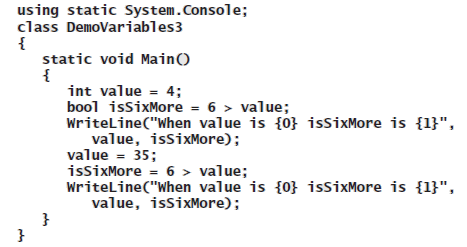 using static System.Console;
class DemoVariables3
{
   static void Main()
   {
      int value = 4;
      bool isSixMore = 6 > value;
      WriteLine("When value is {0} isSixMore is {1}",
         value, isSixMore);
      value = 35;
      isSixMore = 6 > value;
      WriteLine("When value is {0} isSixMore is {1}",
         value, isSixMore);
   }
}